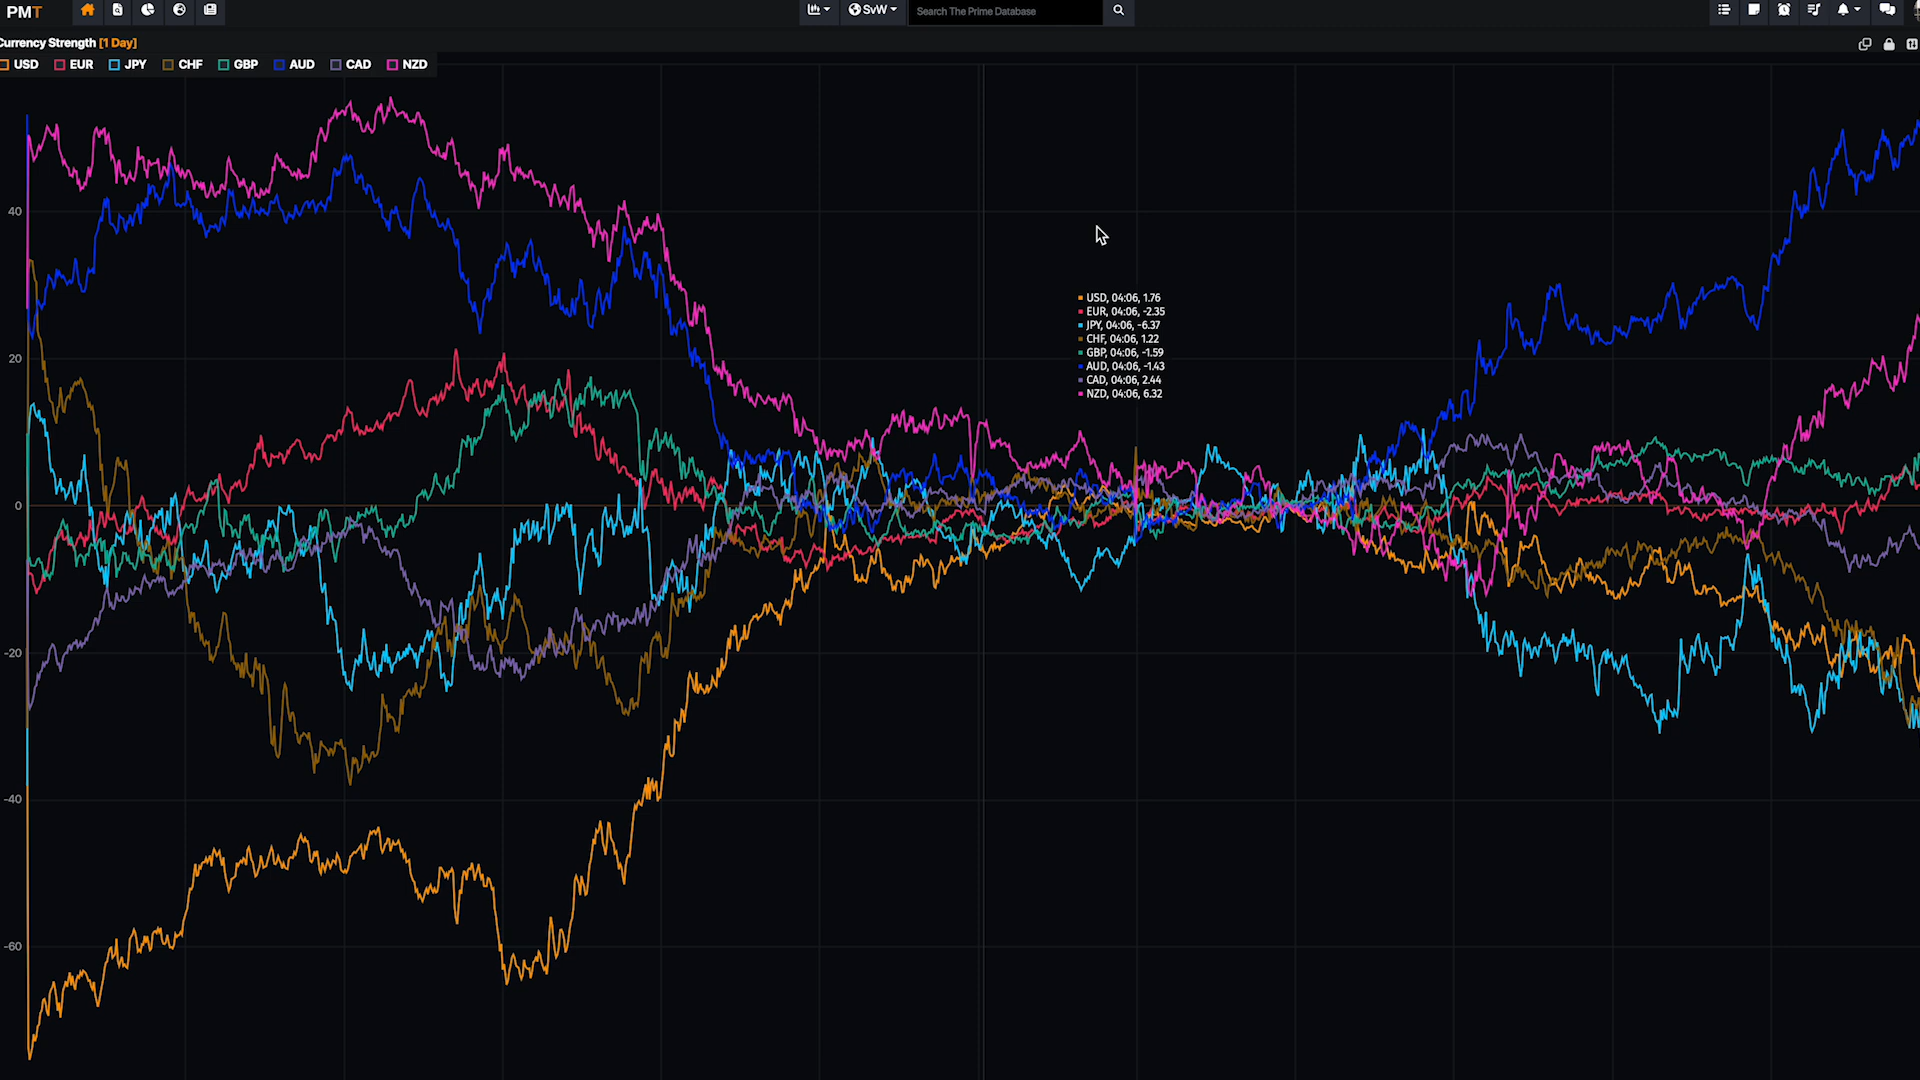 PMT
SvW
Search The Prime Database
Currency Strength [1 Day]
USD EUR JPY CHF GBP AUD CAD NZD
40
20
0
-20
-40
-60
USD, 04:06, 1.76
EUR, 04:06, -2.35
JPY, 04:06, -6.37
CHF, 04:06, 1.22
GBP, 04:06, -1.59
AUD, 04:06, -1.43
CAD, 04:06, 2.44
NZD, 04:06, 6.32